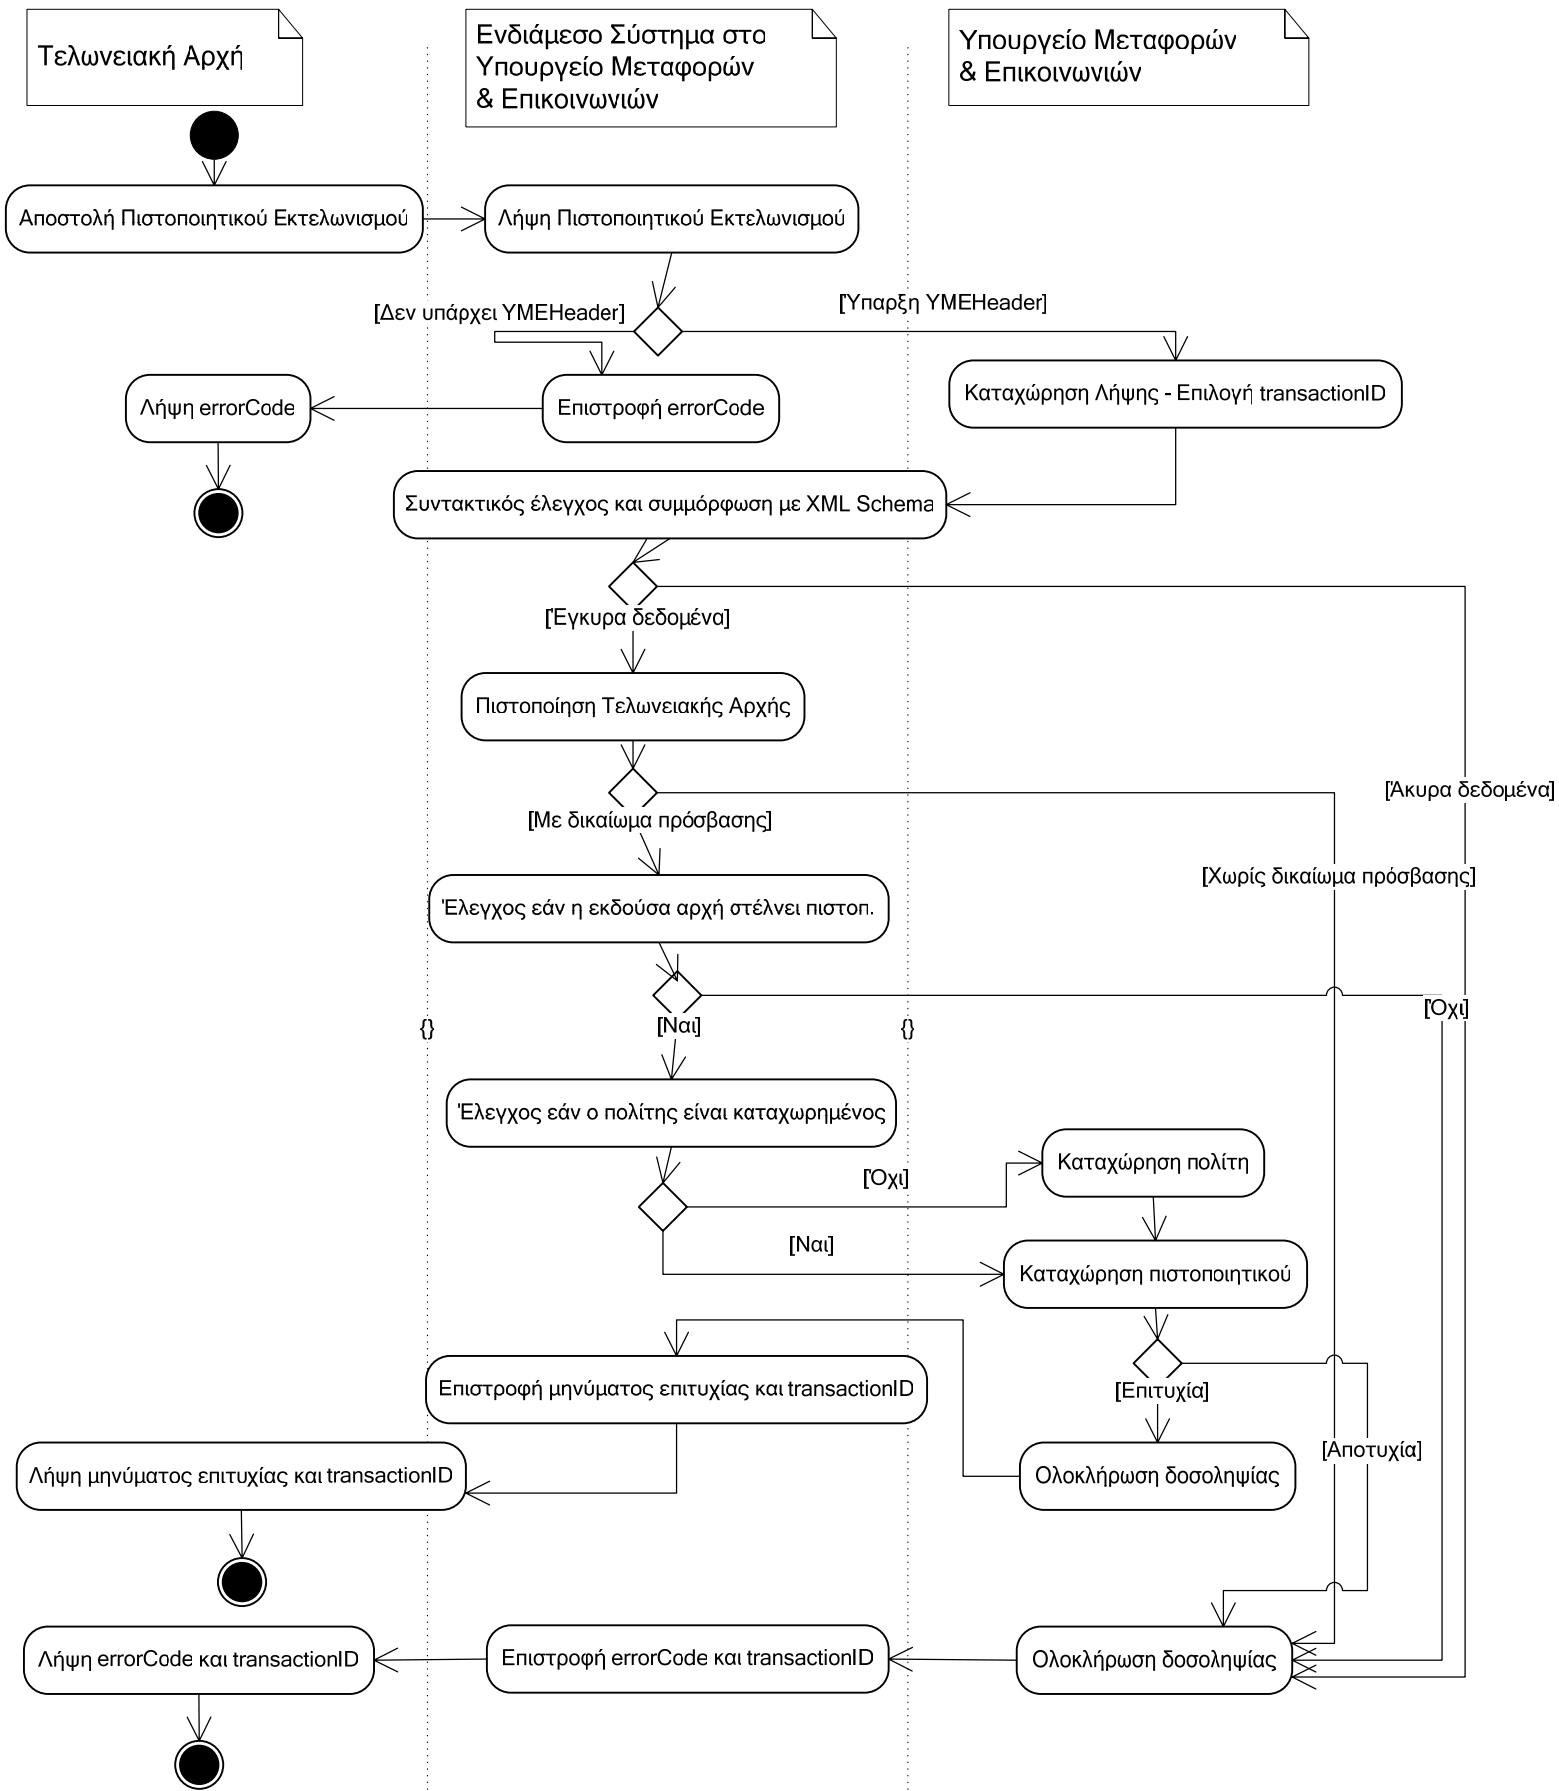 Τελωνειακή Αρχή
Ενδιάμεσο Σύστημα στο
Υπουργείο Μεταφορών
& Επικοινωνιών
Υπουργείο Μεταφορών
& Επικοινωνιών
Αποστολή Πιστοποιητικού Εκτελωνισμού
Λήψη Πιστοποιητικού Εκτελωνισμού
[Δεν υπάρχει YMEHeader]
[Ύπαρξη YMEHeader]
Λήψη errorCode
Επιστροφή errorCode
Καταχώρηση Λήψης - Επιλογή transactionID
Συντακτικός έλεγχος και συμμόρφωση με XML Schema
[Έγκυρα δεδομένα]
Πιστοποίηση Τελωνειακής Αρχής
[Άκυρα δεδομένα]
[Με δικαίωμα πρόσβασης]
[Χωρίς δικαίωμα πρόσβασης]
Έλεγχος εάν η εκδούσα αρχή στέλνει πιστοπ.
[Όχι]
{}
[Ναι]
{}
Έλεγχος εάν ο πολίτης είναι καταχωρημένος
Καταχώρηση πολίτη
[Όχι]
[Ναι]
Καταχώρηση πιστοποιητικού
Επιστροφή μηνύματος επιτυχίας και transactionID
[Επιτυχία]
[Αποτυχία]
Λήψη μηνύματος επιτυχίας και transactionID
Ολοκλήρωση δοσοληψίας
Λήψη errorCode και transactionID
Επιστροφή errorCode και transactionID
Ολοκλήρωση δοσοληψίας